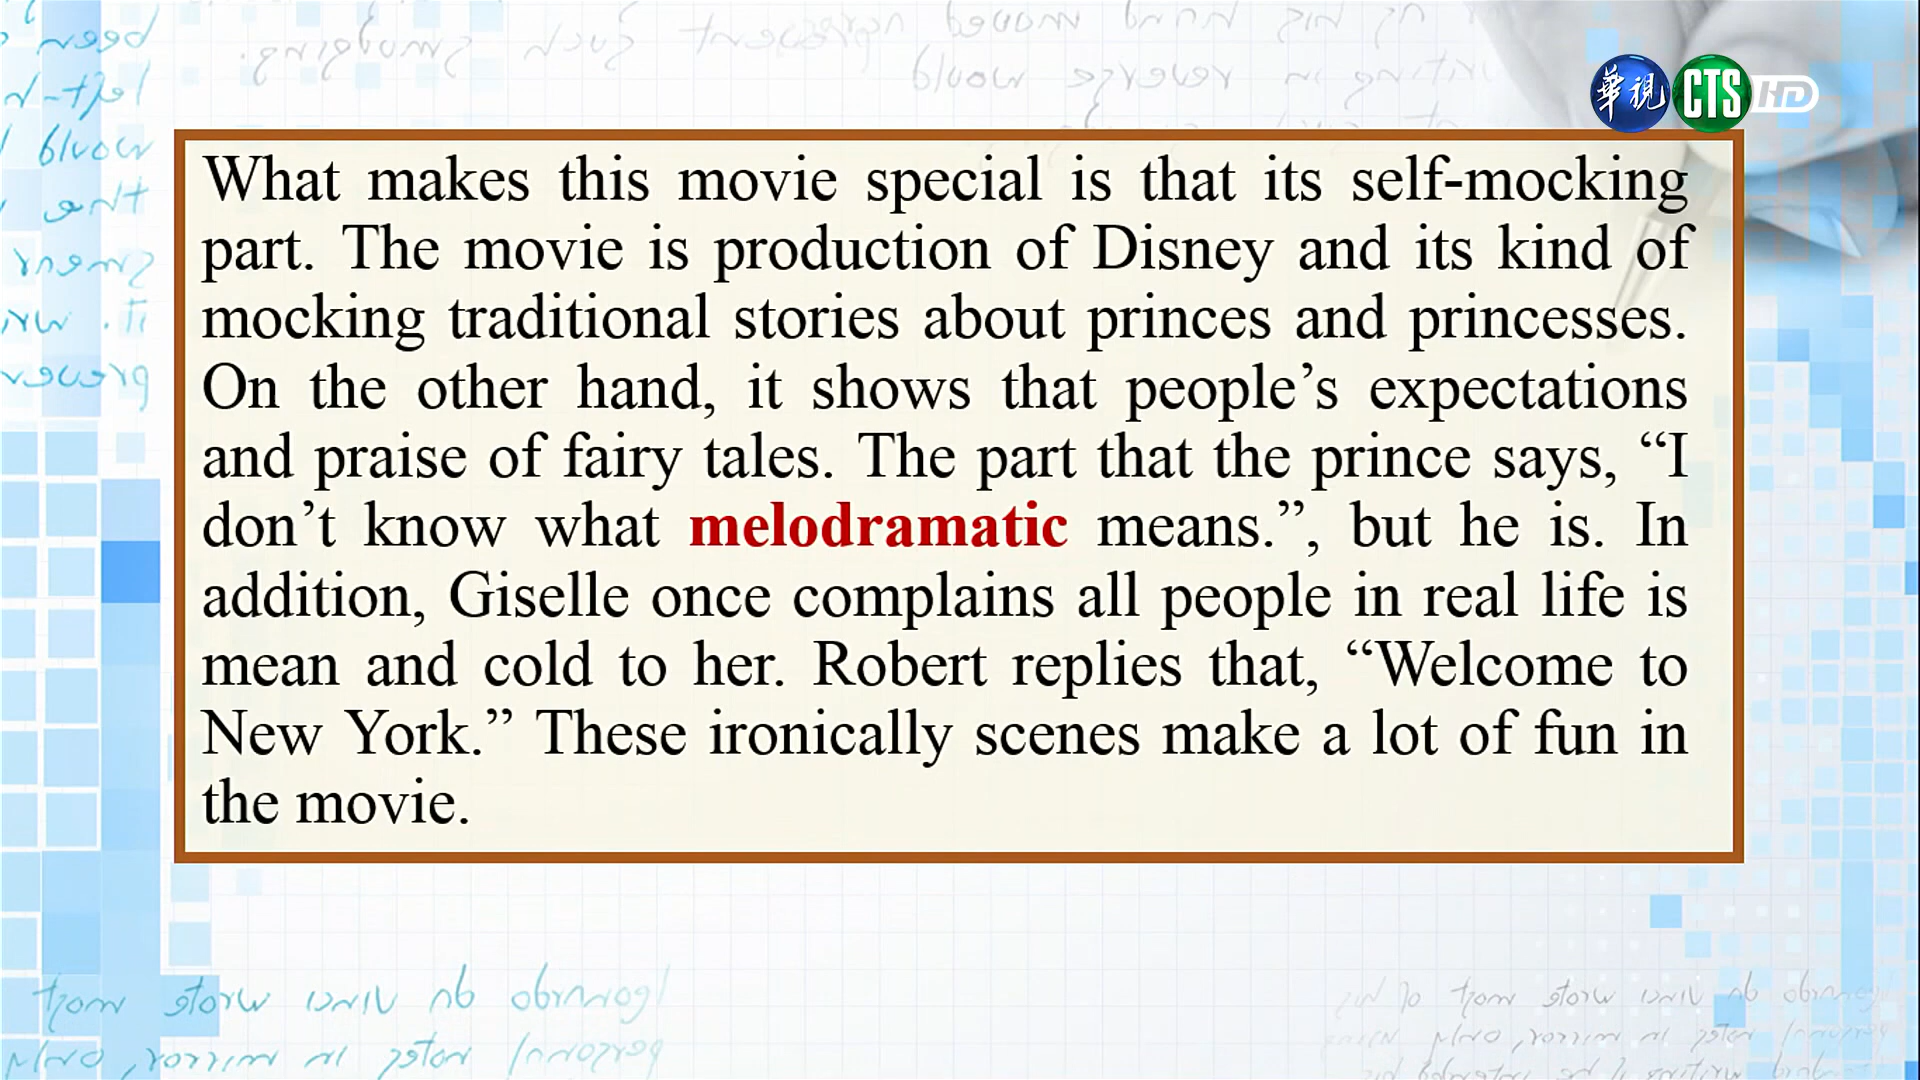 華視 CTS HD
What makes this movie special is that its self-mocking
part. The movie is production of Disney and its kind of
mocking traditional stories about princes and princesses.
On the other hand, it shows that people’s expectations
and praise of fairy tales. The part that the prince says, “I
don’t know what melodramatic means.”, but he is. In
addition, Giselle once complains all people in real life is
mean and cold to her. Robert replies that, “Welcome to
New York.” These ironically scenes make a lot of fun in
the movie.